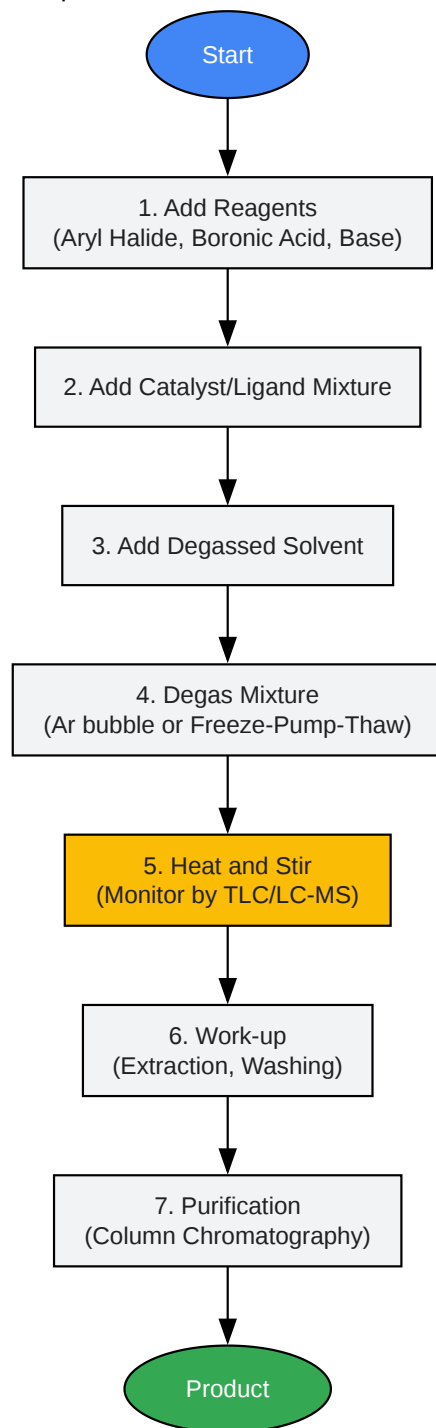 Start
1. Add Reagents
(Aryl Halide, Boronic Acid, Base)
2. Add Catalyst/Ligand Mixture
3. Add Degassed Solvent
4. Degas Mixture
(Ar bubble or Freeze-Pump-Thaw)
5. Heat and Stir
(Monitor by TLC/LC-MS)
6. Work-up
(Extraction, Washing)
7. Purification
(Column Chromatography)
Product